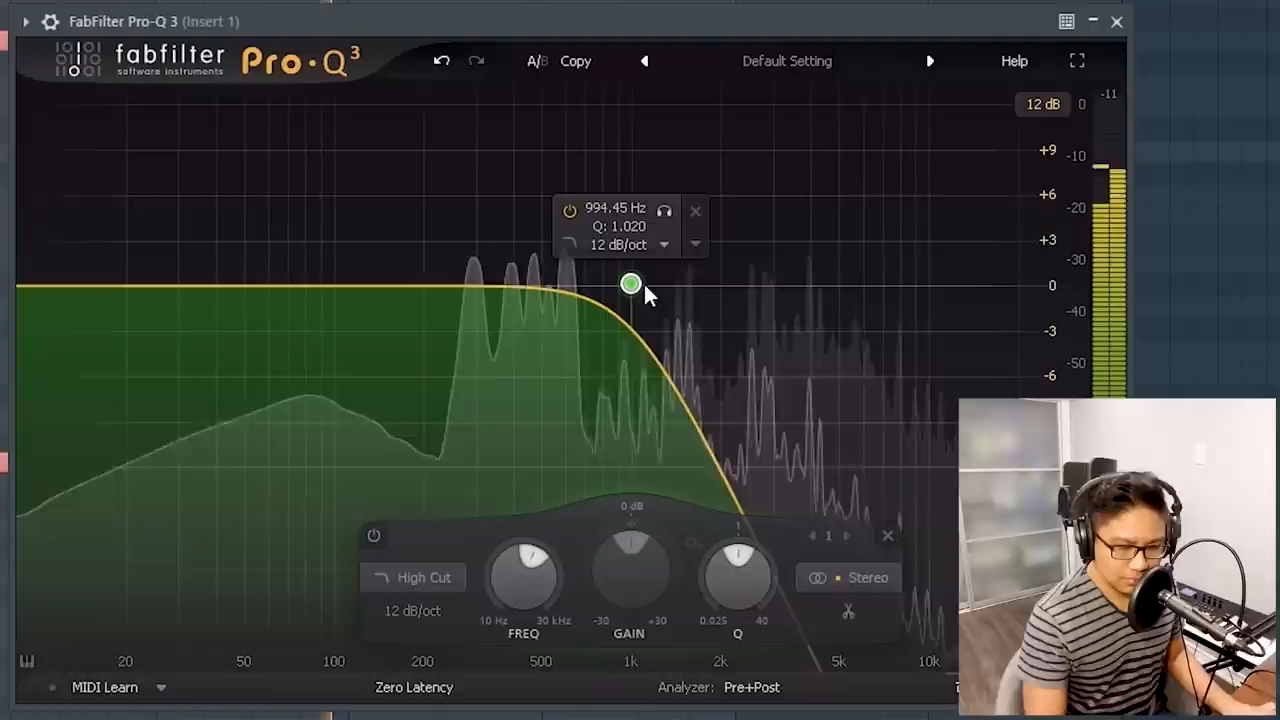 FabFilter Pro-Q 3 (Insert 1)
fabfilter
software instruments
Pro·Q³
A/B Copy
Default Setting
Help
12 dB
-11
0
+9
-10
+6
-20
+3
-30
0
-40
-3
-50
-6
994.45 Hz
Q: 1.020
12 dB/oct
0 dB
1
1
High Cut
12 dB/oct
Stereo
10 Hz 30 kHz
-30 +30
0.025 40
FREQ
GAIN
Q
20 50 100 200 500 1k 2k 5k 10k
MIDI Learn
Zero Latency
Analyzer: Pre+Post